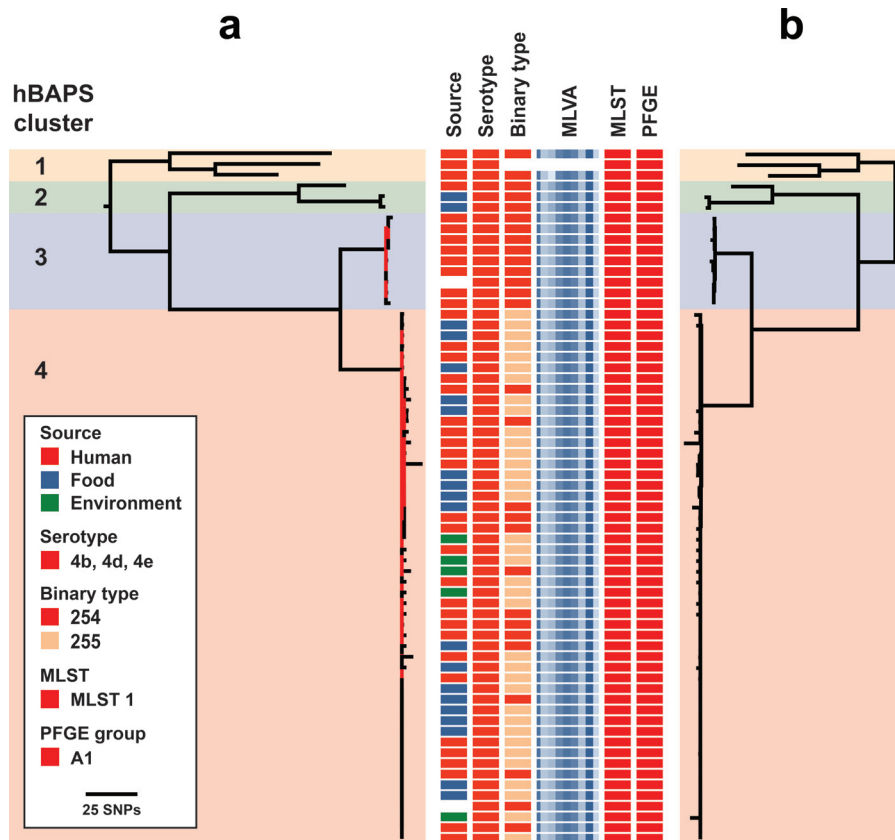 a
b
hBAPS
cluster
Source
Serotype
Binary type
MLVA
MLST
PFGE
1
2
3
4
Source
Human
Food
Environment
Serotype
4b, 4d, 4e
Binary type
254
255
MLST
MLST 1
PFGE group
A1
25 SNPs